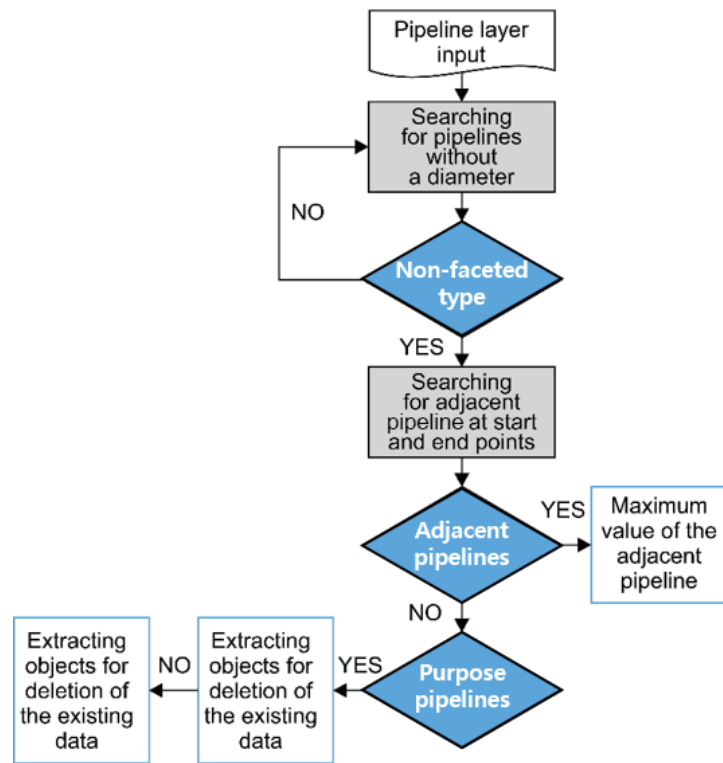 Pipeline layer
input
Searching
for pipelines
without
a diameter
NO
Non-faceted
type
YES
Searching
for adjacent
pipeline at start
and end points
Adjacent
pipelines
YES
Maximum
value of the
adjacent
pipeline
NO
Extracting
objects for
deletion of
the existing
data
NO
Extracting
objects for
deletion of
the existing
data
YES
Purpose
pipelines